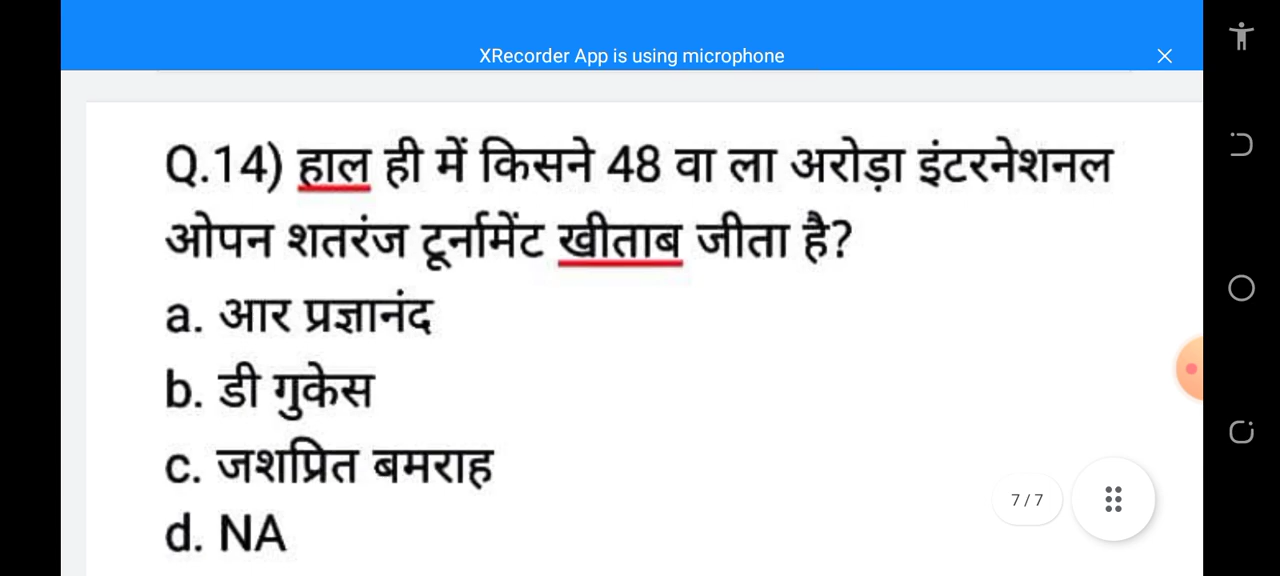 XRecorder App is using microphone
Q.14) हाल ही में किसने 48 वा ला अरोड़ा इंटरनेशनल
ओपन शतरंज टूर्नामेंट खीताब जीता है?
a. आर प्रज्ञानंद
b. डी गुकेस
c. जशप्रित बमराह
d. NA
7 / 7